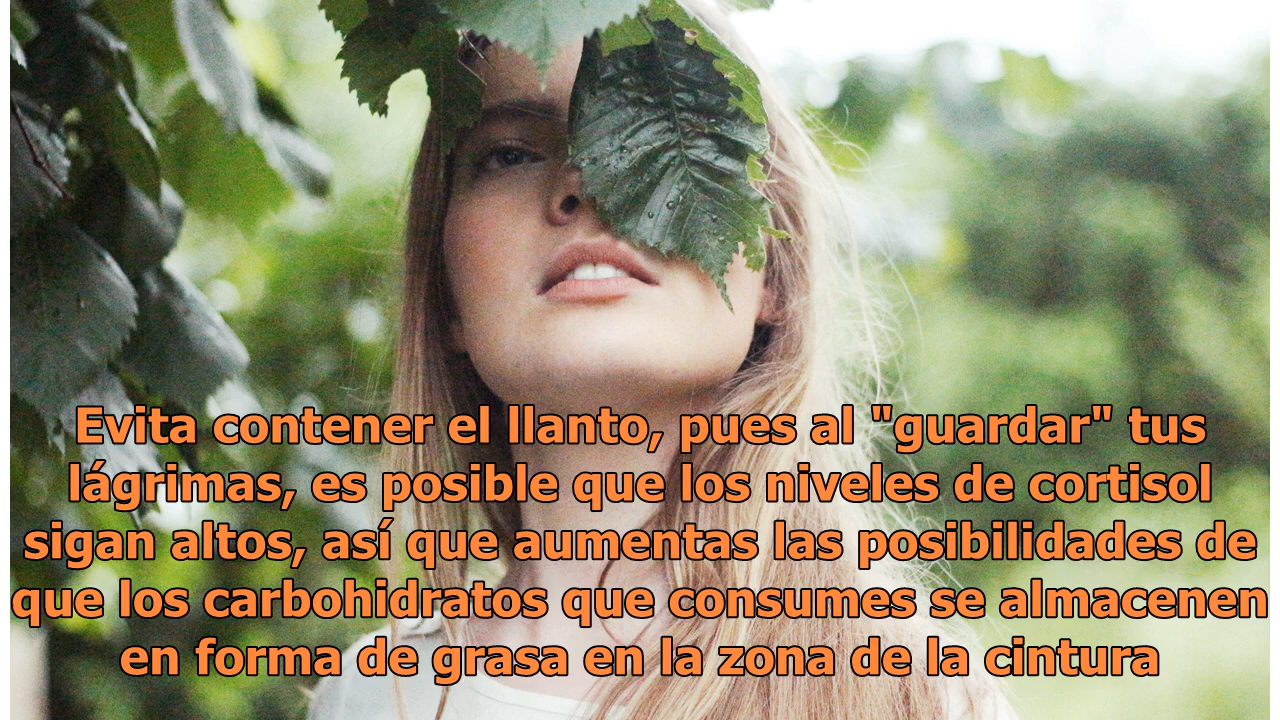 Evita contener el llanto, pues al "guardar" tus
lágrimas, es posible que los niveles de cortisol
sigan altos, así que aumentas las posibilidades de
que los carbohidratos que consumes se almacenen
en forma de grasa en la zona de la cintura